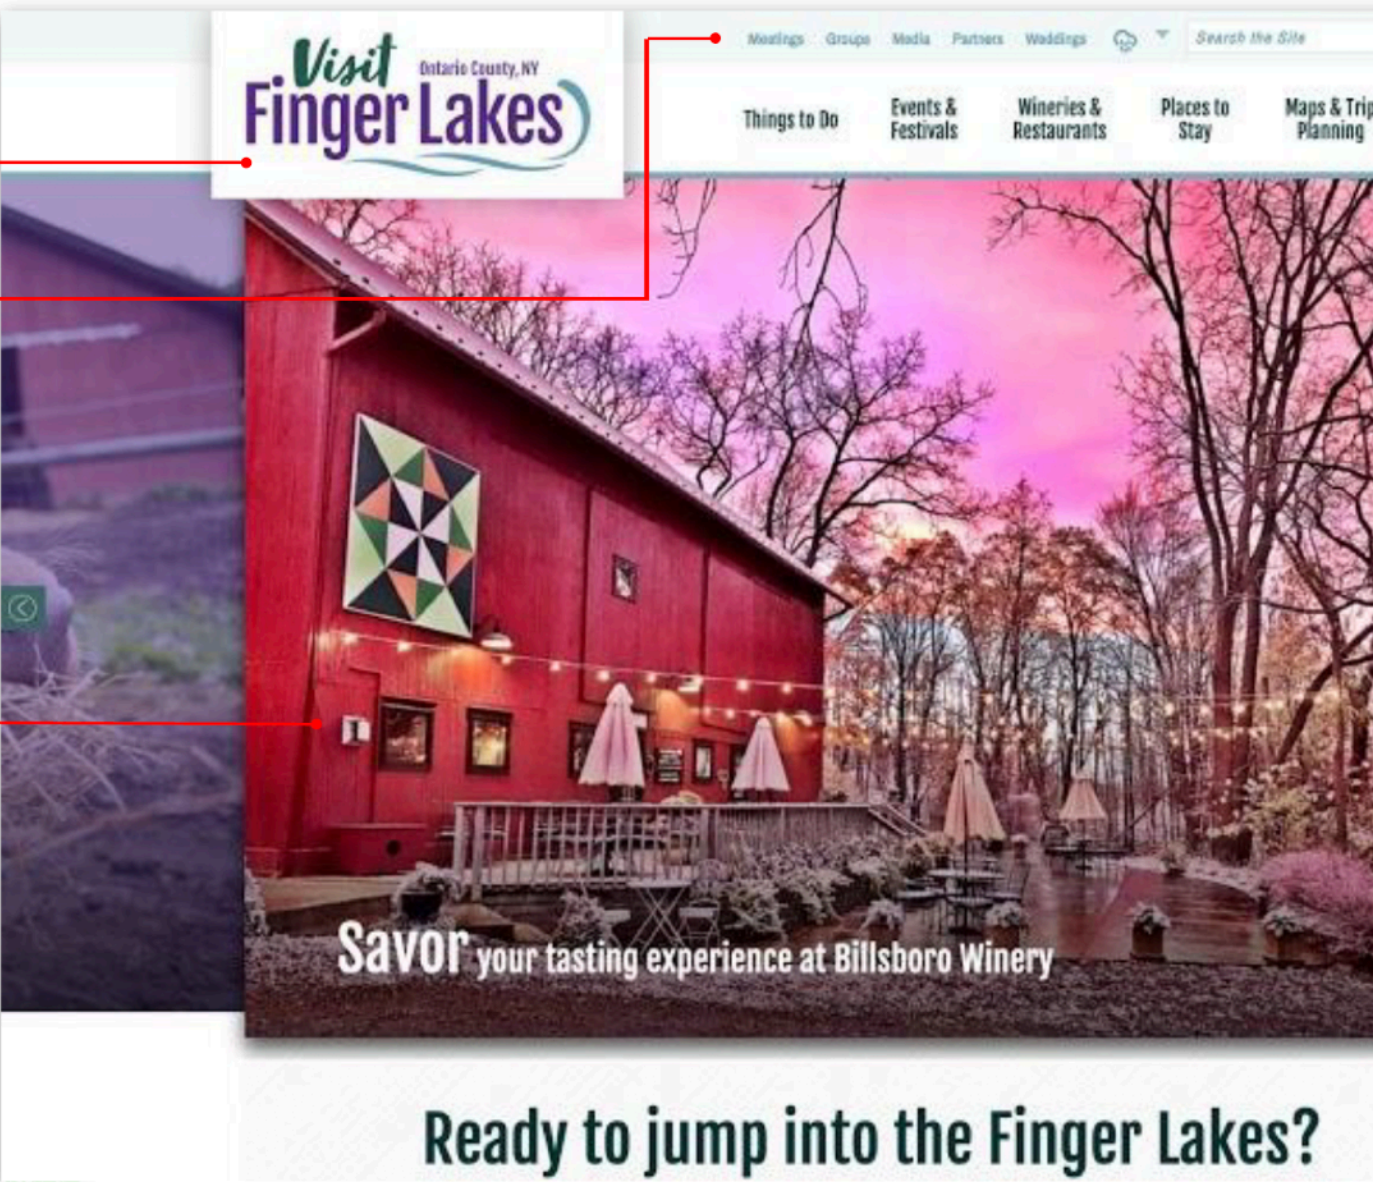 Visit
Ontario County, NY
Finger Lakes
Meetings Groups Media Partners Weddings Search the Site
Things to Do
Events &
Festivals
Wineries &
Restaurants
Places to
Stay
Maps & Trip
Planning
Savor your tasting experience at Billsboro Winery
Ready to jump into the Finger Lakes?